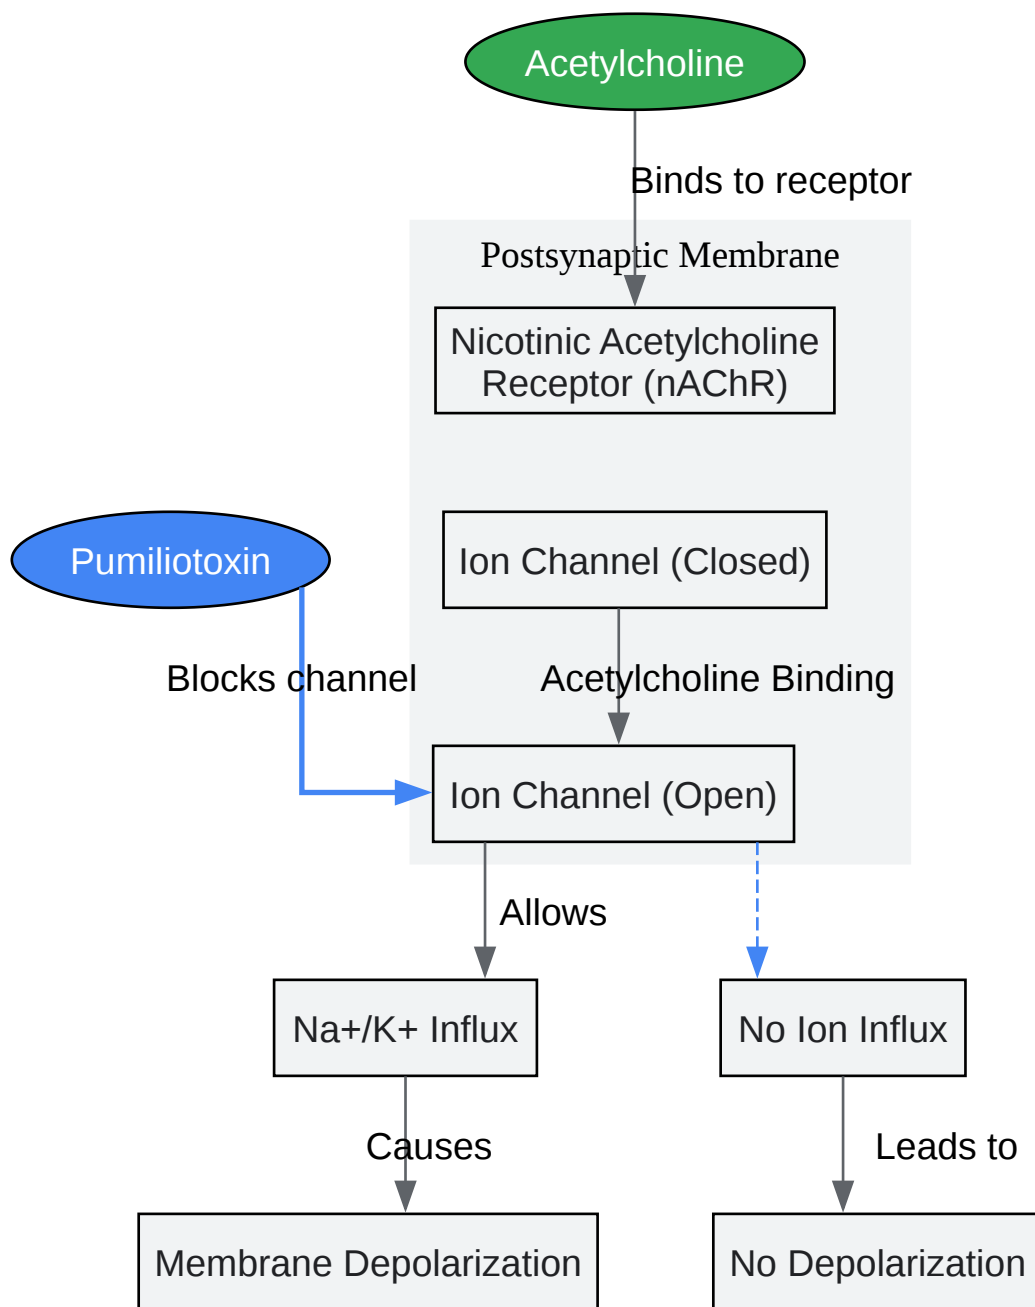 Acetylcholine
Binds to receptor
Postsynaptic Membrane
Nicotinic Acetylcholine
Receptor (nAChR)
Pumiliotoxin
Ion Channel (Closed)
Blocks channel
Acetylcholine Binding
Ion Channel (Open)
Allows
Na+/K+ Influx
No Ion Influx
Causes
Leads to
Membrane Depolarization
No Depolarization